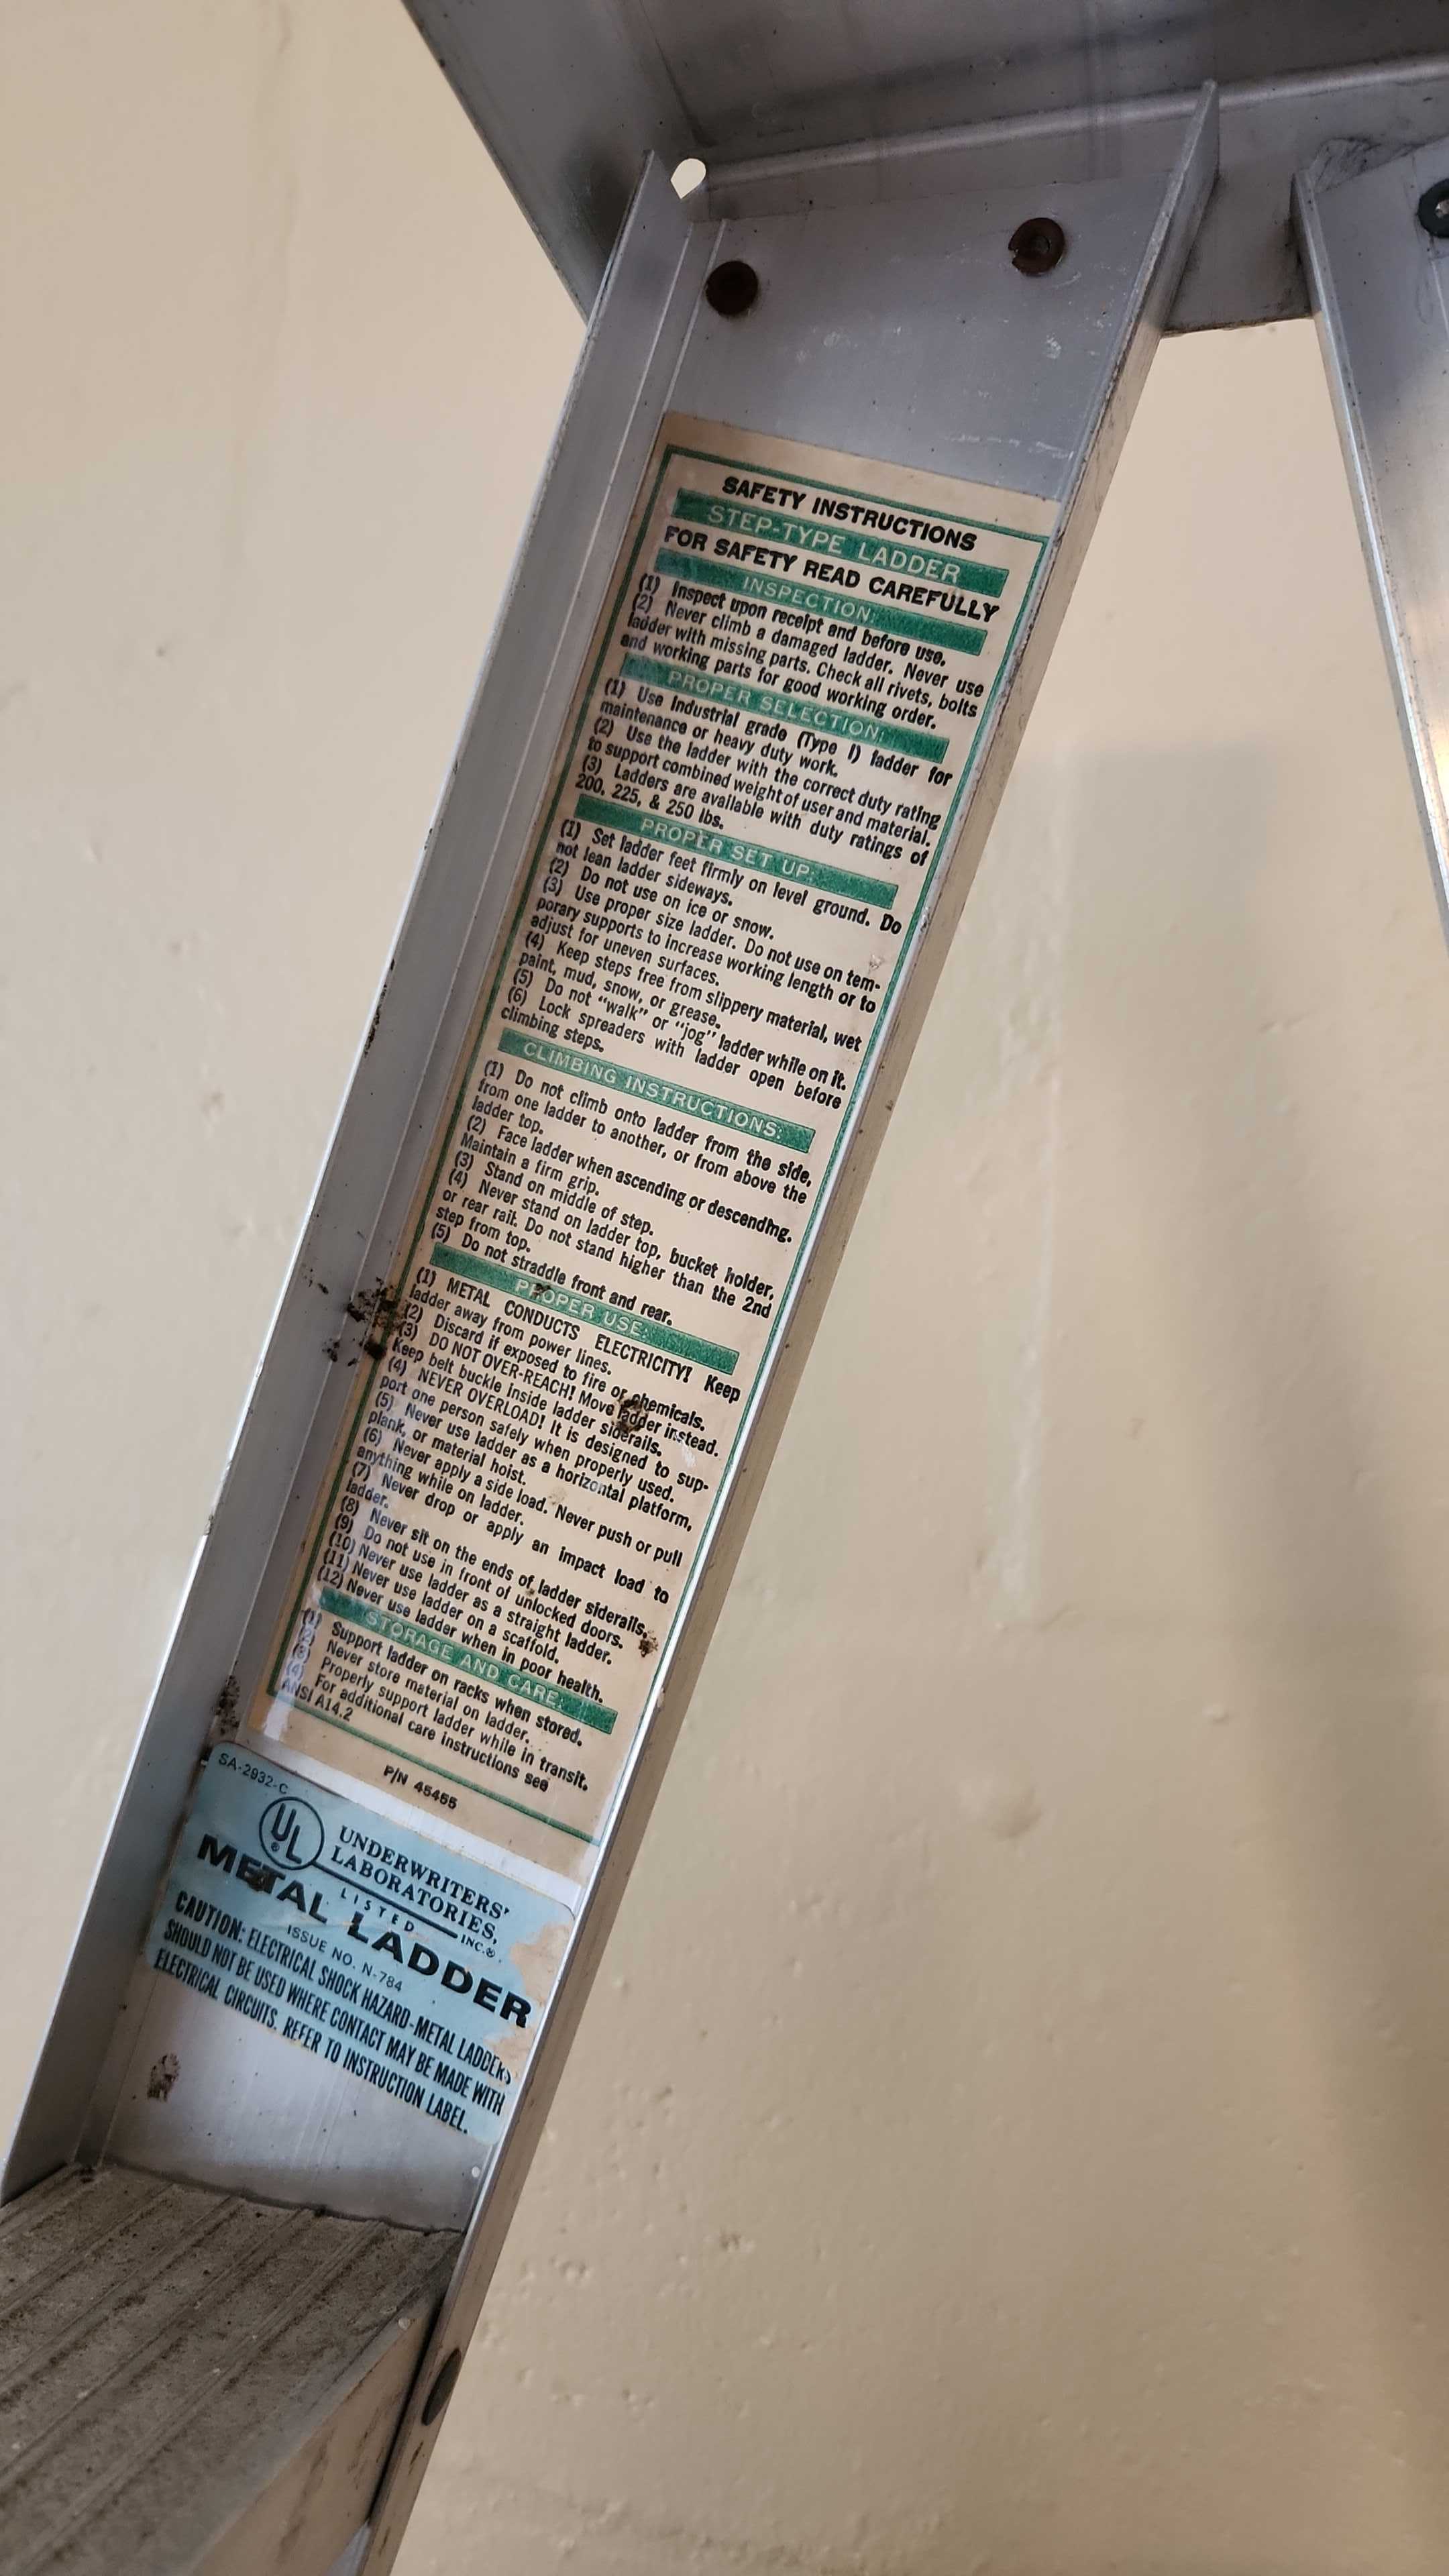 SAFETY INSTRUCTIONS
STEP-TYPE LADDER
FOR SAFETY READ CAREFULLY
INSPECTION:
(1) Inspect upon receipt and before use.
(2) Never climb a damaged ladder. Never use
ladder with missing parts. Check all rivets, bolts
and working parts for good working order.
PROPER SELECTION:
(1) Use Industrial grade (Type I) ladder for
maintenance or heavy duty work.
(2) Use the ladder with the correct duty rating
to support combined weight of user and material.
(3) Ladders are available with duty ratings of
200, 225, & 250 lbs.
PROPER SET UP:
(1) Set ladder feet firmly on level ground. Do
not lean ladder sideways.
(2) Do not use on ice or snow.
(3) Use proper size ladder. Do not use on tem-
porary supports to increase working length or to
adjust for uneven surfaces.
(4) Keep steps free from slippery material, wet
paint, mud, snow, or grease.
(5) Do not "walk" or "jog" ladder while on it.
(6) Lock spreaders with ladder open before
climbing steps.
CLIMBING INSTRUCTIONS:
(1) Do not climb onto ladder from the side,
from one ladder to another, or from above the
ladder top.
(2) Face ladder when ascending or descending.
Maintain a firm grip.
(3) Stand on middle of step.
(4) Never stand on ladder top, bucket holder,
or rear rail. Do not stand higher than the 2nd
step from top.
(5) Do not straddle front and rear.
PROPER USE:
(1) METAL CONDUCTS ELECTRICITY! Keep
ladder away from power lines.
(2) Discard if exposed to fire or chemicals.
(3) DO NOT OVER-REACH! Move ladder instead.
Keep belt buckle inside ladder siderails.
(4) NEVER OVERLOAD! It is designed to sup-
port one person safely when properly used.
(5) Never use ladder as a horizontal platform,
plank, or material hoist.
(6) Never apply a side load. Never push or pull
anything while on ladder.
(7) Never drop or apply an impact load to
ladder.
(8) Never sit on the ends of ladder siderails.
(9) Do not use in front of unlocked doors.
(10) Never use ladder as a straight ladder.
(11) Never use ladder on a scaffold.
(12) Never use ladder when in poor health.
STORAGE AND CARE:
(1) Support ladder on racks when stored.
(2) Never store material on ladder.
(3) Properly support ladder while in transit.
(4) For additional care instructions see
ANSI A14.2
P/N 45455
SA-2932-C
UL ® UNDERWRITERS'
LABORATORIES,
INC.®
LISTED
METAL LADDER
ISSUE NO. N-784
CAUTION: ELECTRICAL SHOCK HAZARD-METAL LADDERS
SHOULD NOT BE USED WHERE CONTACT MAY BE MADE WITH
ELECTRICAL CIRCUITS. REFER TO INSTRUCTION LABEL.